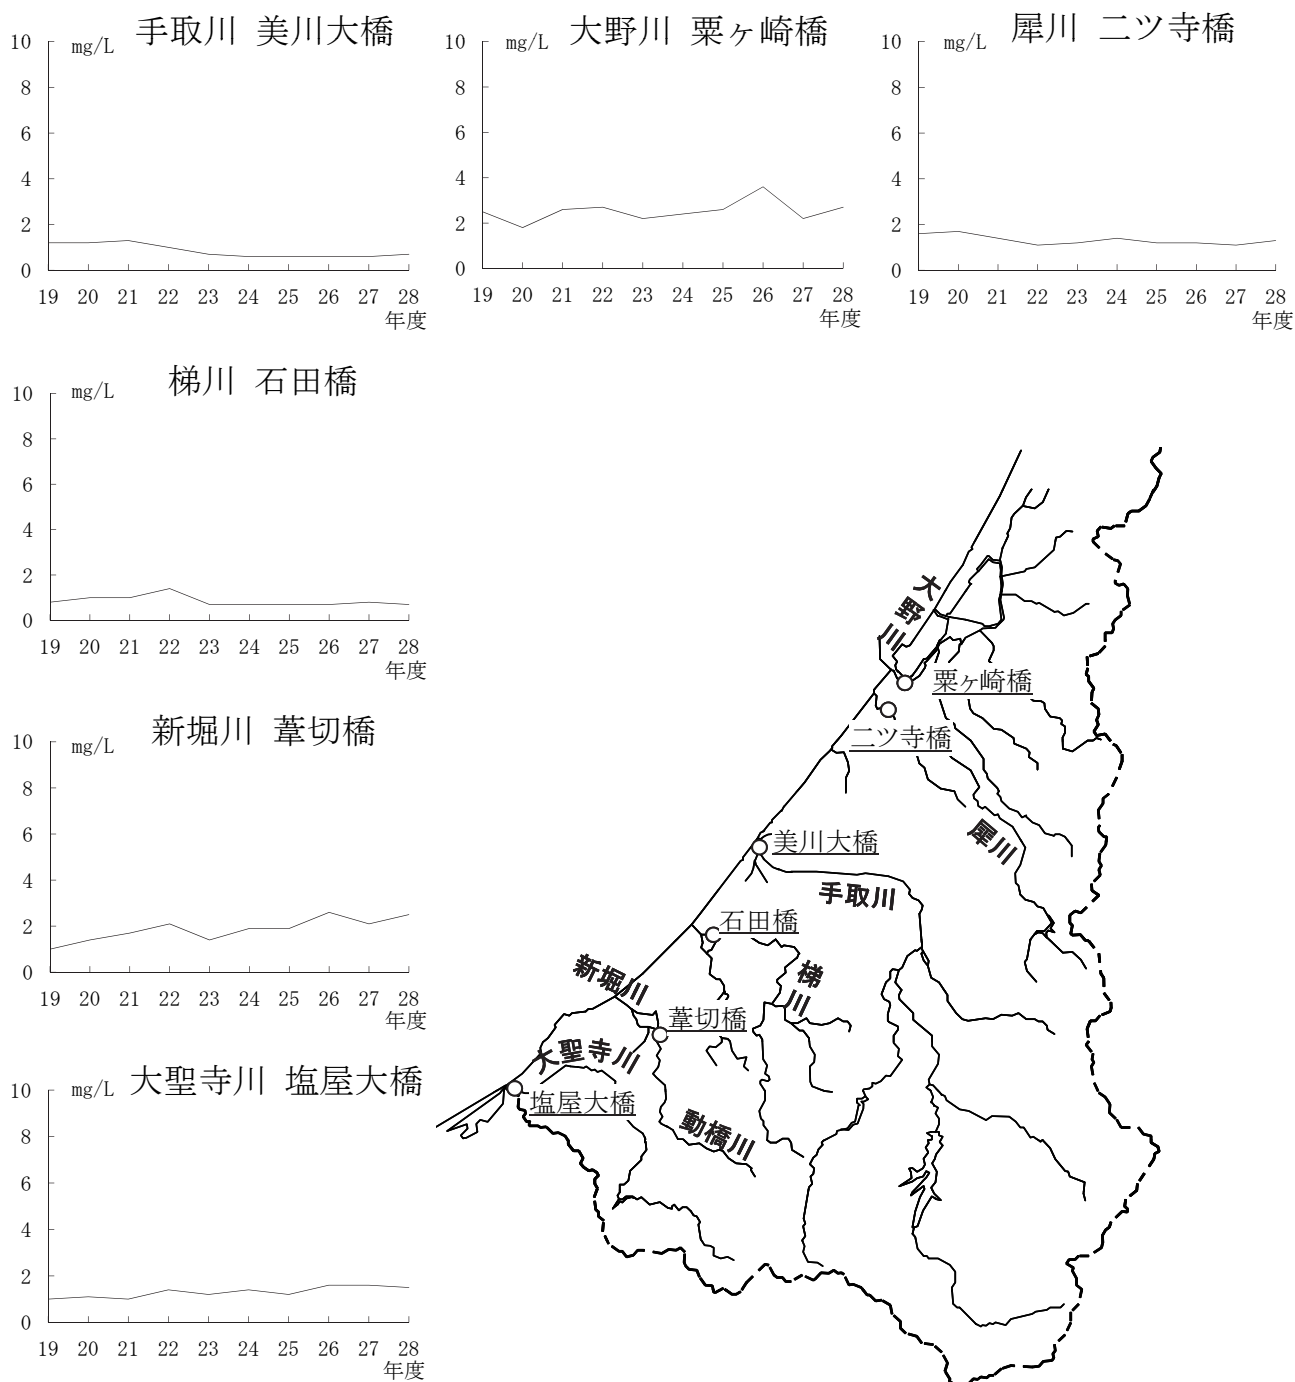 手取川 美川大橋
mg/L
10
8
6
4
2
0
19 20 21 22 23 24 25 26 27 28
年度
大野川 粟ヶ崎橋
mg/L
10
8
6
4
2
0
19 20 21 22 23 24 25 26 27 28
年度
犀川 二ツ寺橋
mg/L
10
8
6
4
2
0
19 20 21 22 23 24 25 26 27 28
年度
梯川 石田橋
mg/L
10
8
6
4
2
0
19 20 21 22 23 24 25 26 27 28
年度
新堀川 葦切橋
mg/L
10
8
6
4
2
0
19 20 21 22 23 24 25 26 27 28
年度
大聖寺川 塩屋大橋
mg/L
10
8
6
4
2
0
19 20 21 22 23 24 25 26 27 28
年度
大野川
粟ヶ崎橋
二ツ寺橋
犀川
美川大橋
手取川
石田橋
梯川
新堀川
葦切橋
大聖寺川
塩屋大橋
動橋川